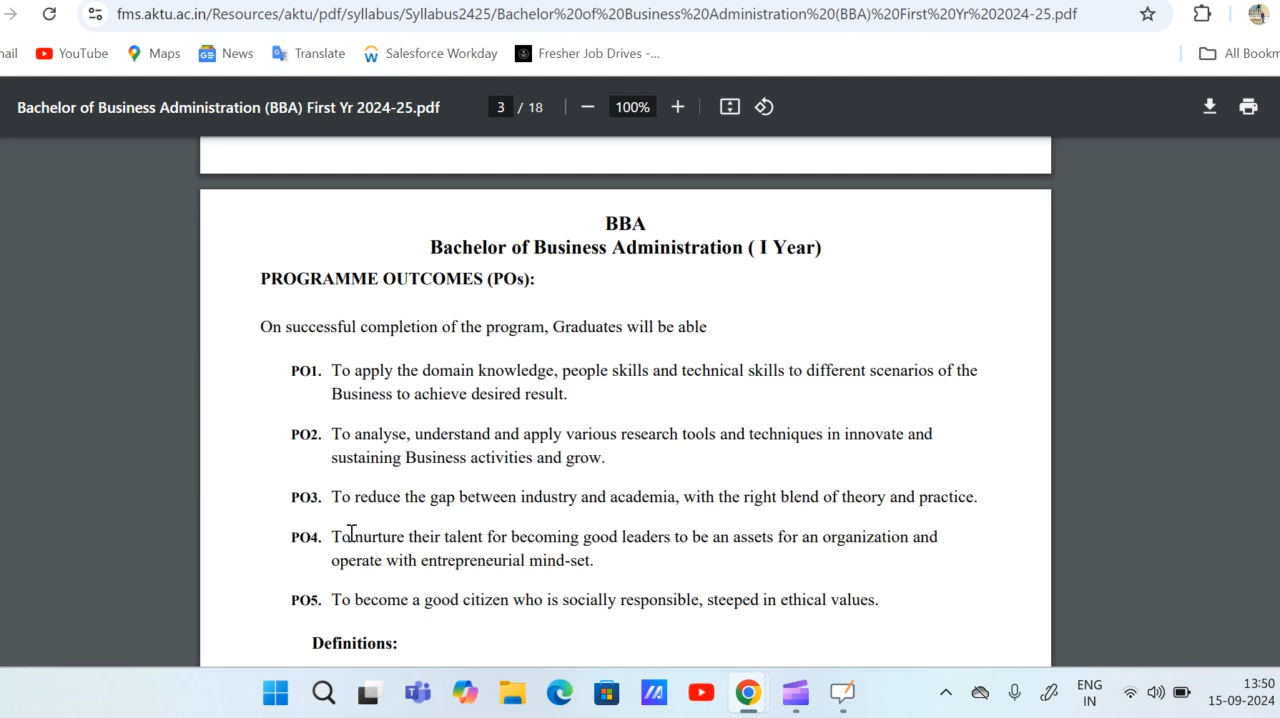 fms.aktu.ac.in/Resources/aktu/pdf/syllabus/Syllabus2425/Bachelor%20of%20Business%20Administration%20(BBA)%20First%20Yr%202024-25.pdf
ail YouTube Maps News Translate Salesforce Workday Fresher Job Drives -... All Bookm
Bachelor of Business Administration (BBA) First Yr 2024-25.pdf 3 / 18 100%
BBA
Bachelor of Business Administration ( I Year)
PROGRAMME OUTCOMES (POs):
On successful completion of the program, Graduates will be able
PO1. To apply the domain knowledge, people skills and technical skills to different scenarios of the
Business to achieve desired result.
PO2. To analyse, understand and apply various research tools and techniques in innovate and
sustaining Business activities and grow.
PO3. To reduce the gap between industry and academia, with the right blend of theory and practice.
PO4. To nurture their talent for becoming good leaders to be an assets for an organization and
operate with entrepreneurial mind-set.
PO5. To become a good citizen who is socially responsible, steeped in ethical values.
Definitions:
ENG 13:50
IN 15-09-2024